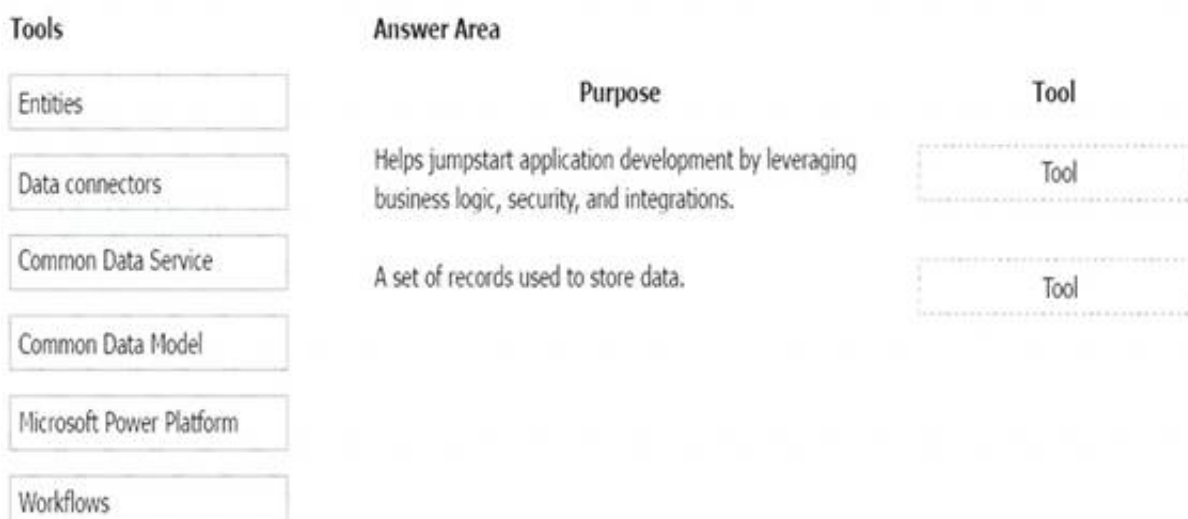 Tools
Answer Area
Entities
Data connectors
Common Data Service
Common Data Model
Microsoft Power Platform
Workflows
Purpose
Tool
Helps jumpstart application development by leveraging
business logic, security, and integrations.
Tool
A set of records used to store data.
Tool